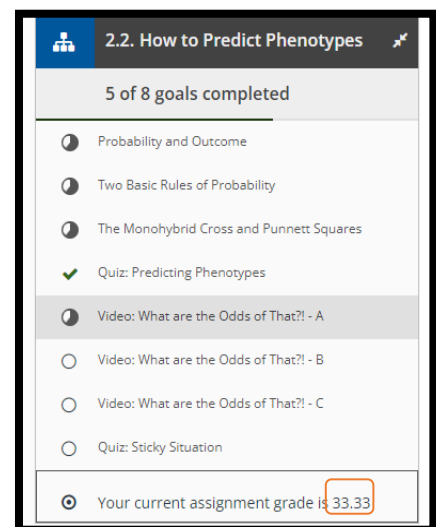 2.2. How to Predict Phenotypes
5 of 8 goals completed
Probability and Outcome
Two Basic Rules of Probability
The Monohybrid Cross and Punnett Squares
Quiz: Predicting Phenotypes
Video: What are the Odds of That?! - A
Video: What are the Odds of That?! - B
Video: What are the Odds of That?! - C
Quiz: Sticky Situation
Your current assignment grade is 33.33